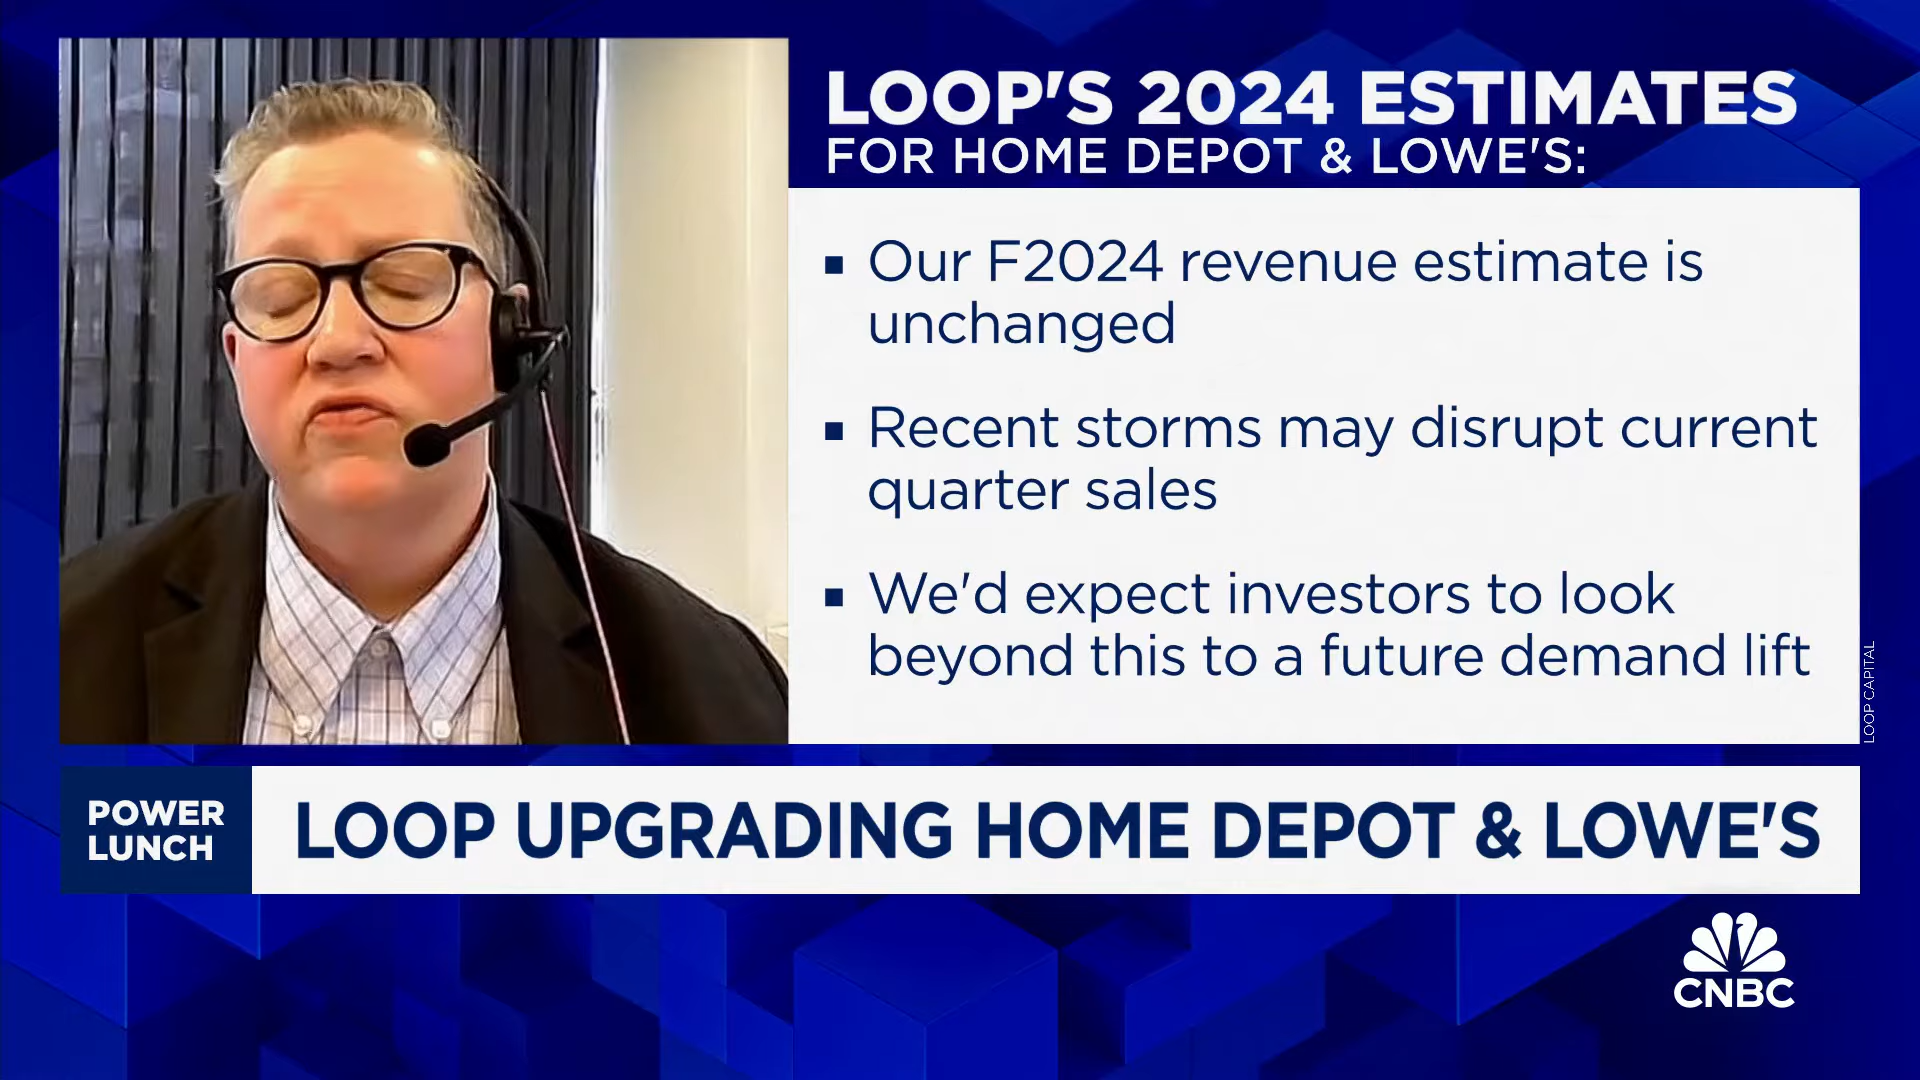 LOOP'S 2024 ESTIMATES
FOR HOME DEPOT & LOWE'S:
▪ Our F2024 revenue estimate is
unchanged
▪ Recent storms may disrupt current
quarter sales
▪ We'd expect investors to look
beyond this to a future demand lift
LOOP CAPITAL
POWER
LUNCH
LOOP UPGRADING HOME DEPOT & LOWE'S
CNBC